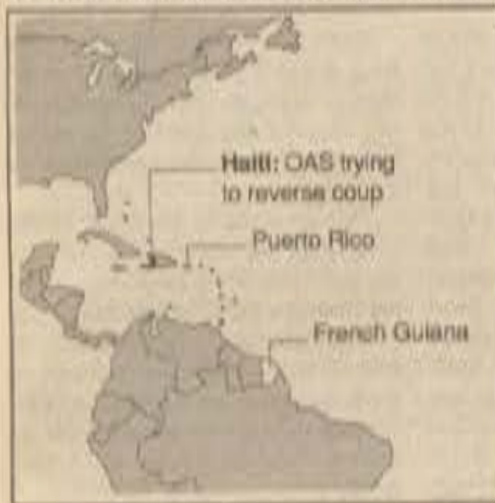 Haiti: OAS trying
to reverse coup
Puerto Rico
French Guiana